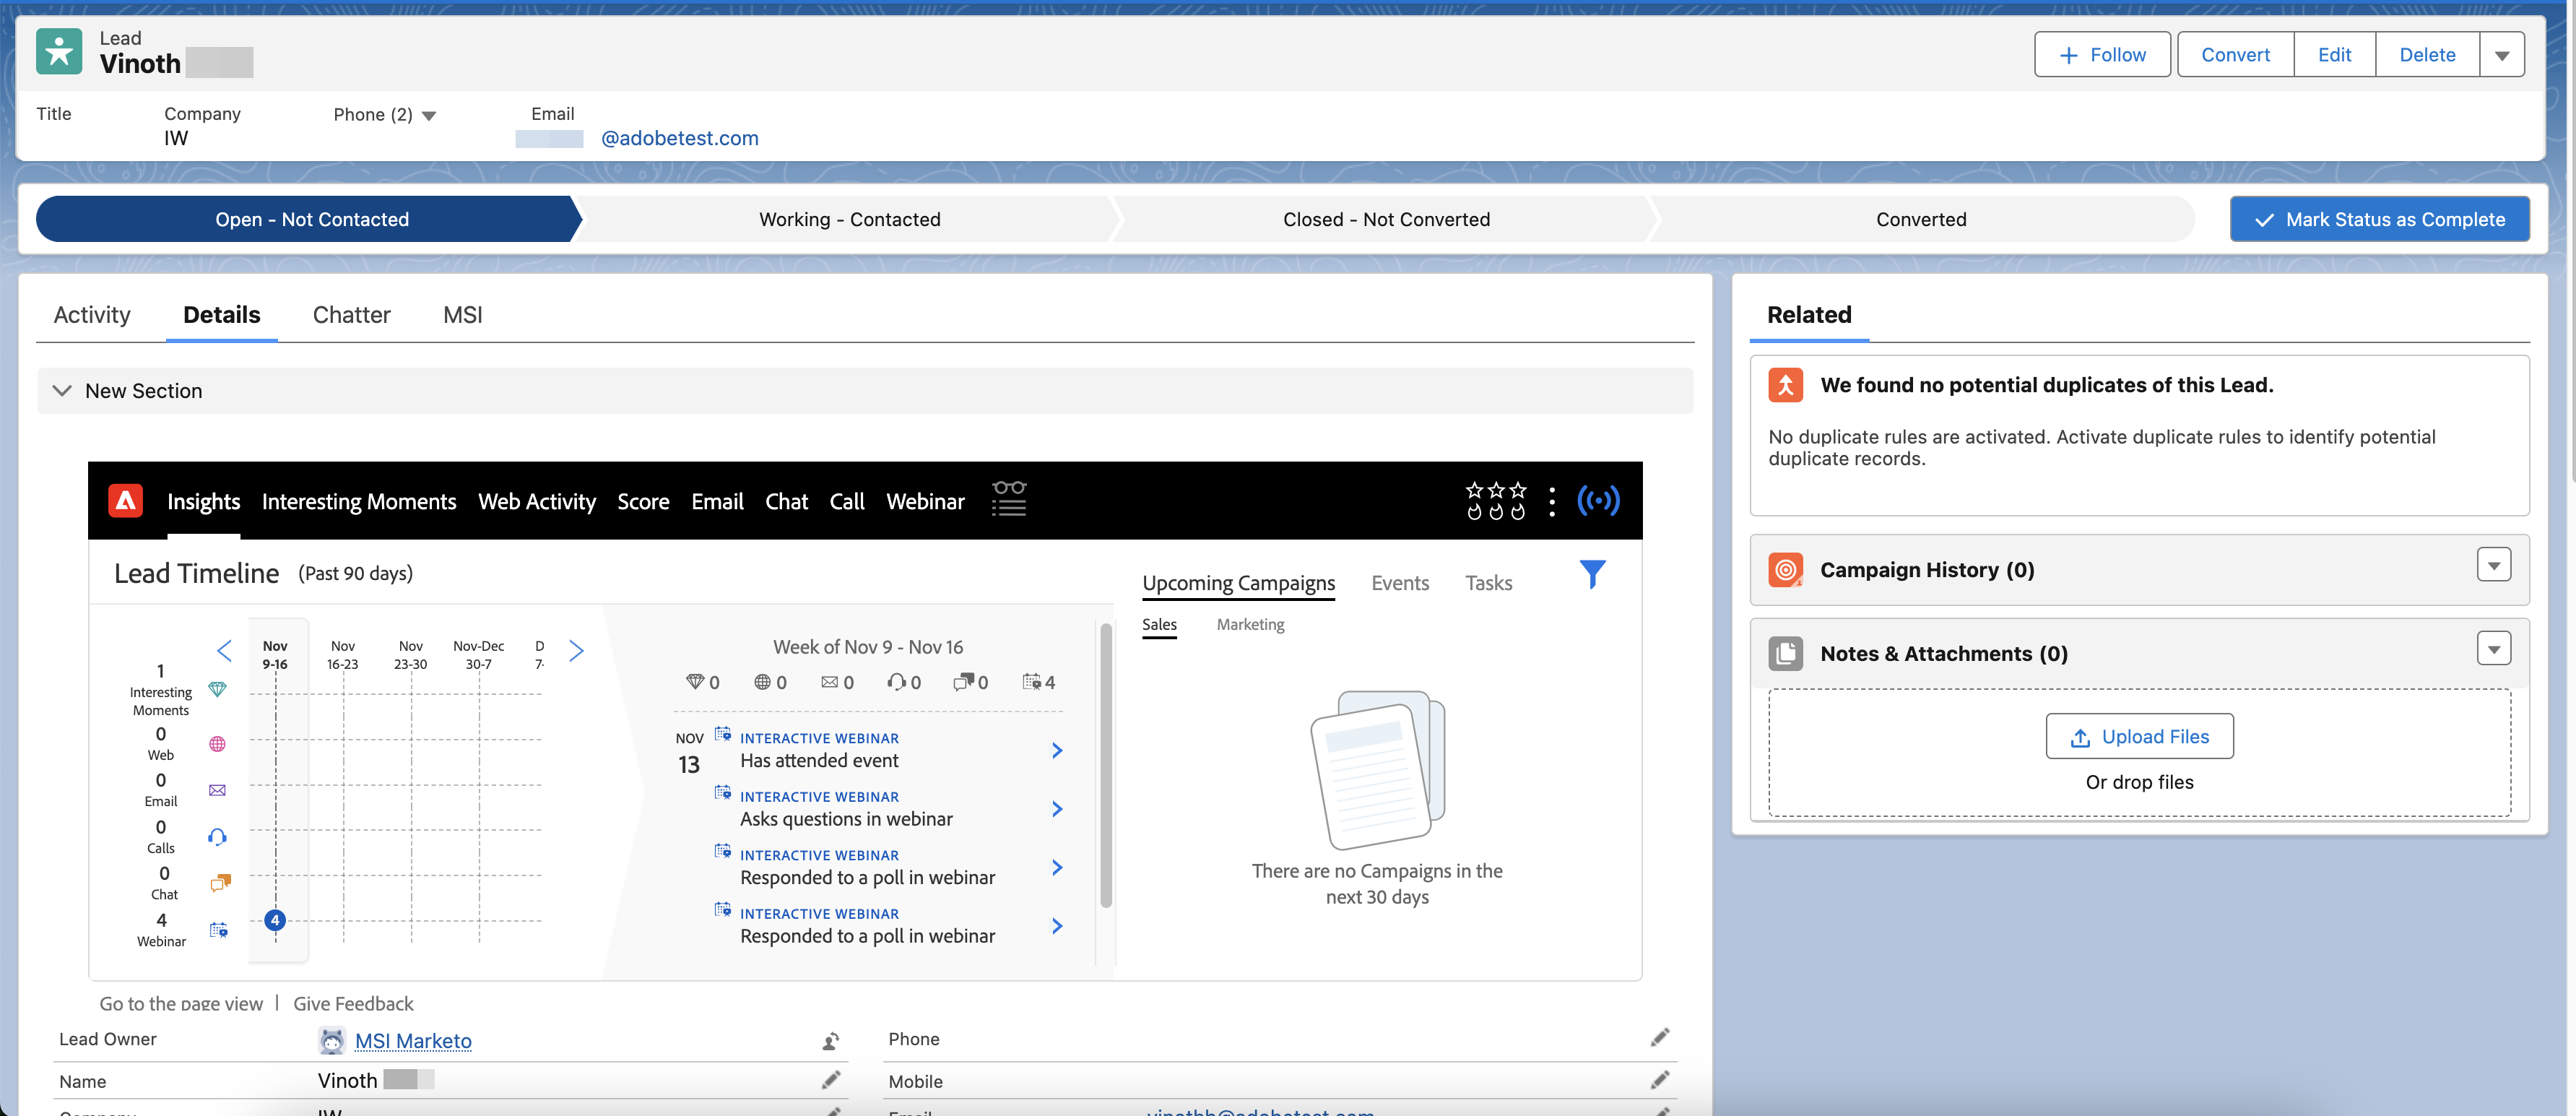 Lead
Vinoth
+ Follow
Convert
Edit
Delete
Title
Company
Phone (2)
Email
IW
@adobetest.com
Open - Not Contacted
Working - Contacted
Closed - Not Converted
Converted
Mark Status as Complete
Activity
Details
Chatter
MSI
New Section
Insights
Interesting Moments
Web Activity
Score
Email
Chat
Call
Webinar
Lead Timeline (Past 90 days)
Nov
9-16
Nov
16-23
Nov
23-30
Nov-Dec
30-7
D
7-
1
Interesting
Moments
0
Web
0
Email
0
Calls
0
Chat
4
Webinar
4
Week of Nov 9 - Nov 16
0
0
0
0
0
4
NOV
13
INTERACTIVE WEBINAR
Has attended event
INTERACTIVE WEBINAR
Asks questions in webinar
INTERACTIVE WEBINAR
Responded to a poll in webinar
INTERACTIVE WEBINAR
Responded to a poll in webinar
Upcoming Campaigns
Events
Tasks
Sales
Marketing
There are no Campaigns in the
next 30 days
Go to the page view | Give Feedback
Lead Owner
MSI Marketo
Phone
Name
Vinoth
Mobile
Company
IW
Email
vinothh@adobetest.com
Related
We found no potential duplicates of this Lead.
No duplicate rules are activated. Activate duplicate rules to identify potential
duplicate records.
Campaign History (0)
Notes & Attachments (0)
Upload Files
Or drop files